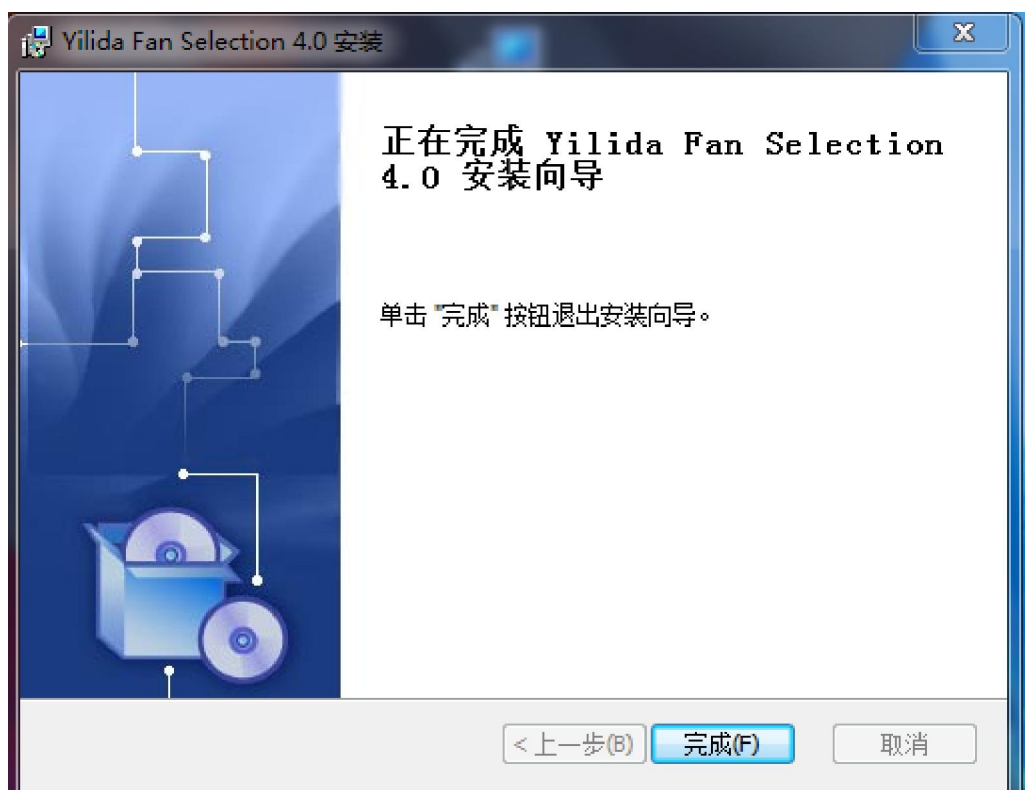 Yilida Fan Selection 4.0 安装
正在完成 Yilida Fan Selection
4.0 安装向导
单击 "完成" 按钮退出安装向导。
< 上一步(B)
完成(F)
取消